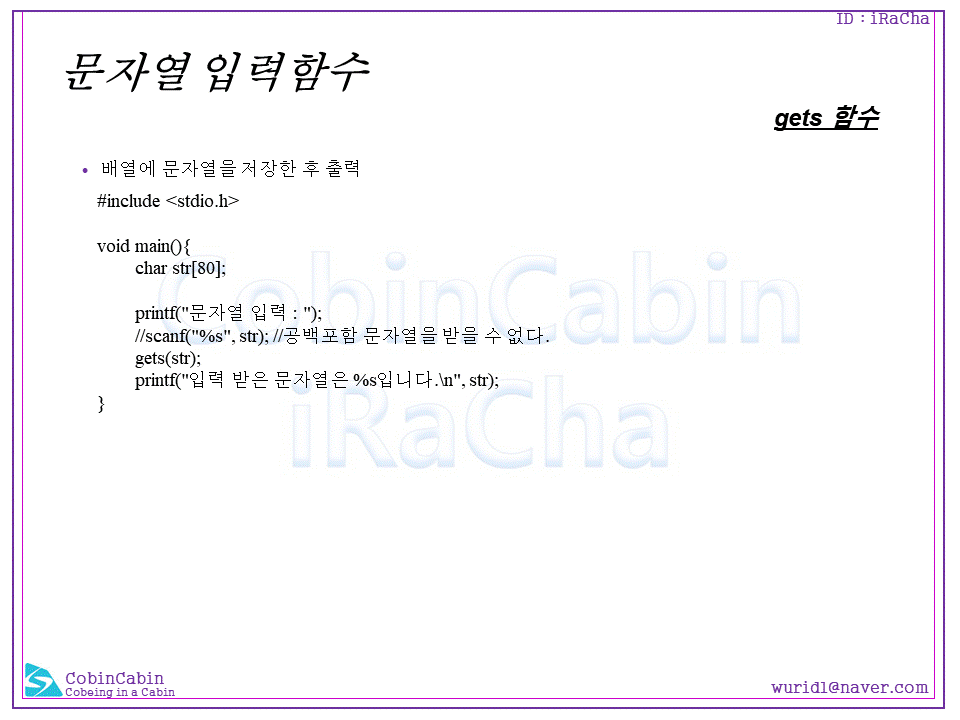 ID : iRaCha
문자열 입력함수
gets 함수
• 배열에 문자열을 저장한 후 출력
#include <stdio.h>
void main(){
char str[80];
printf("문자열 입력 : ");
//scanf("%s", str); //공백포함 문자열을 받을 수 없다.
gets(str);
printf("입력 받은 문자열은 %s입니다.\n", str);
}
CobinCabin
iRaCha
CobinCabin
Cobeing in a Cabin
wurid1@naver.com